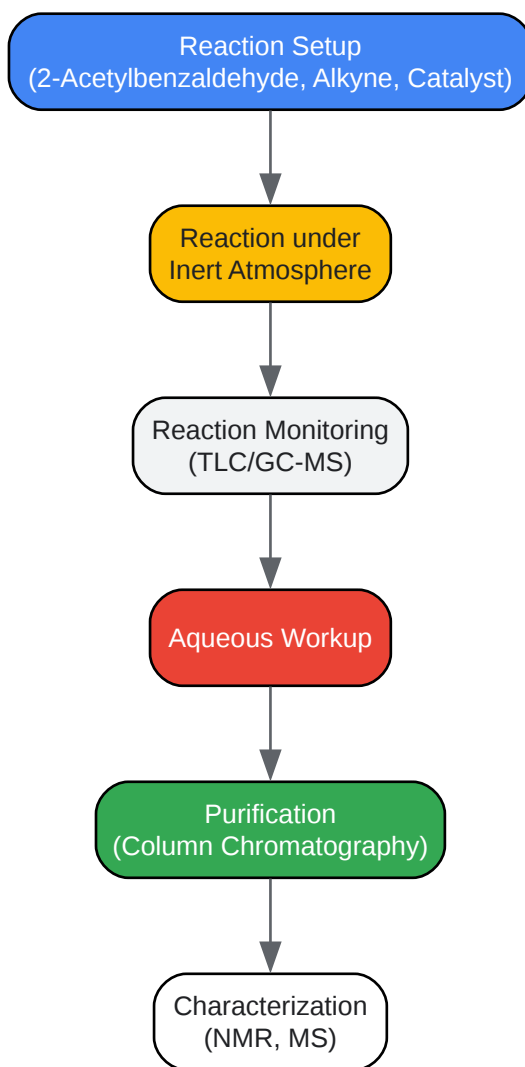 Reaction Setup
(2-Acetylbenzaldehyde, Alkyne, Catalyst)
Reaction under
Inert Atmosphere
Reaction Monitoring
(TLC/GC-MS)
Aqueous Workup
Purification
(Column Chromatography)
Characterization
(NMR, MS)